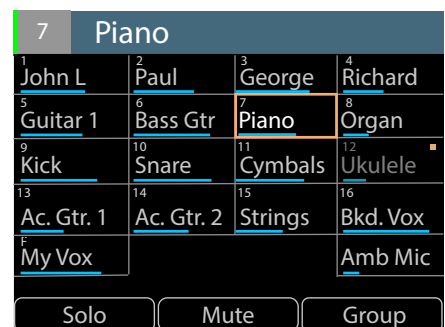 7 Piano
1 2 3 4
John L Paul George Richard
5 6 7 8
Guitar 1 Bass Gtr Piano Organ
9 10 11 12
Kick Snare Cymbals Ukulele
13 14 15 16
Ac. Gtr. 1 Ac. Gtr. 2 Strings Bkd. Vox
F
My Vox Amb Mic
Solo Mute Group